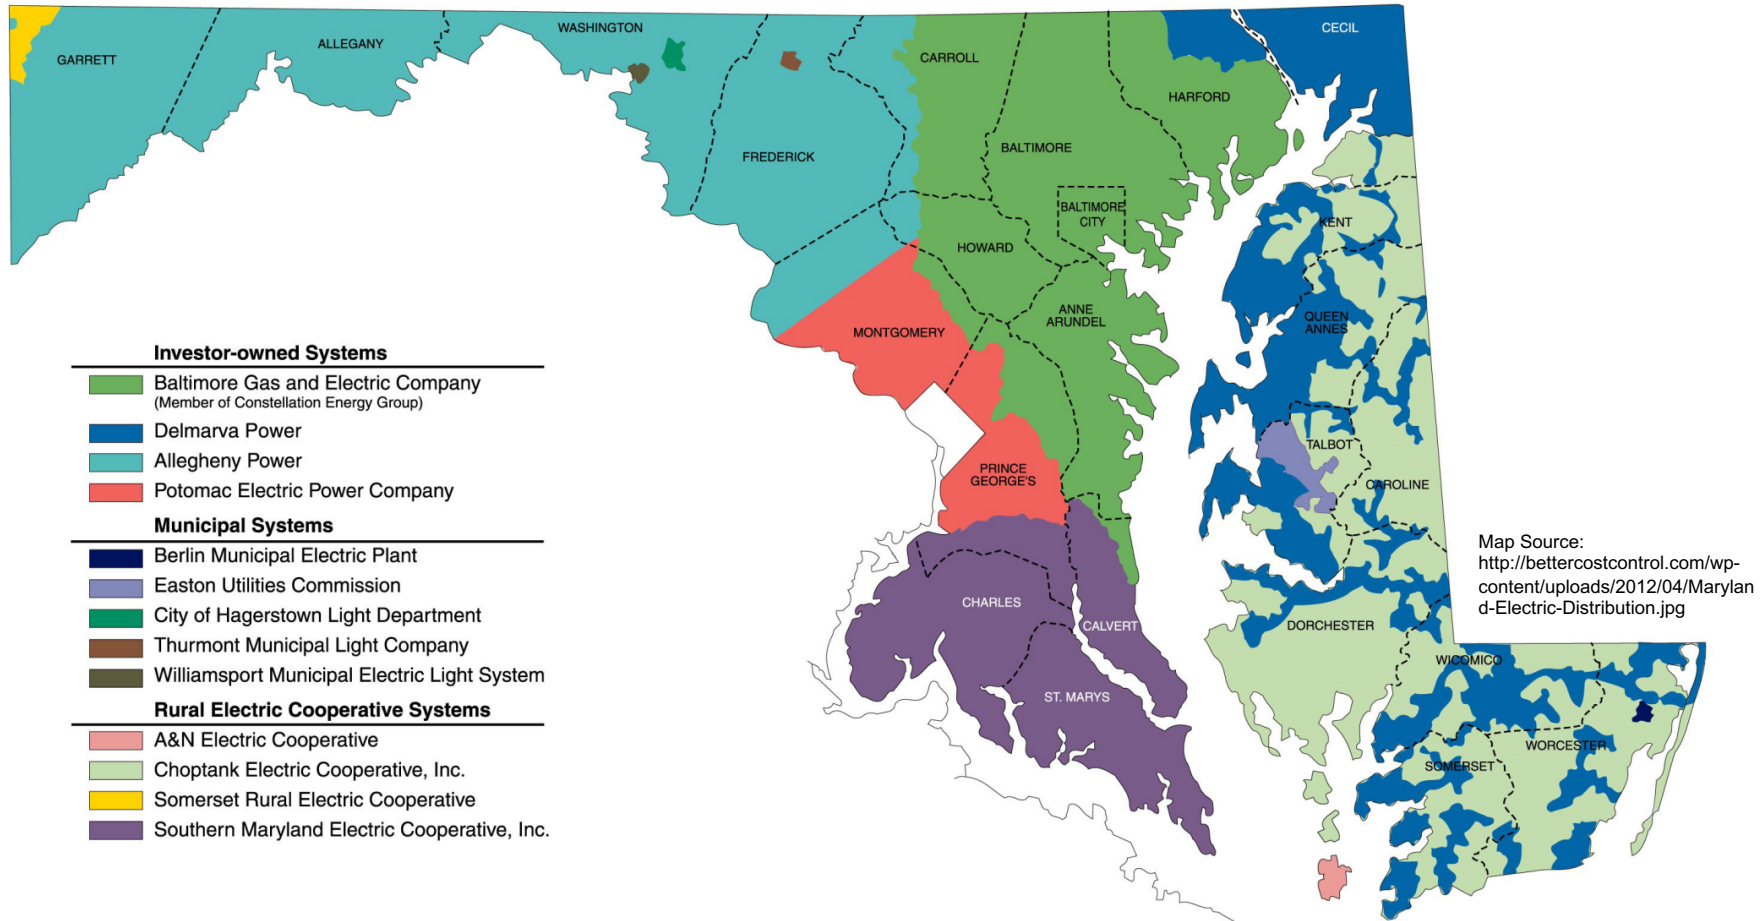 WASHINGTON
CECIL
ALLEGANY
GARRETT
CARROLL
HARFORD
BALTIMORE
FREDERICK
BALTIMORE
CITY
KENT
HOWARD
ANNE
ARUNDEL
QUEEN
ANNES
MONTGOMERY
TALBOT
PRINCE
GEORGE'S
CAROLINE
CHARLES
CALVERT
DORCHESTER
WICOMICO
ST. MARYS
WORCESTER
SOMERSET
Investor-owned Systems
Baltimore Gas and Electric Company
(Member of Constellation Energy Group)
Delmarva Power
Allegheny Power
Potomac Electric Power Company
Municipal Systems
Berlin Municipal Electric Plant
Easton Utilities Commission
City of Hagerstown Light Department
Thurmont Municipal Light Company
Williamsport Municipal Electric Light System
Rural Electric Cooperative Systems
A&N Electric Cooperative
Choptank Electric Cooperative, Inc.
Somerset Rural Electric Cooperative
Southern Maryland Electric Cooperative, Inc.
Map Source:
http://bettercostcontrol.com/wp-
content/uploads/2012/04/Marylan
d-Electric-Distribution.jpg